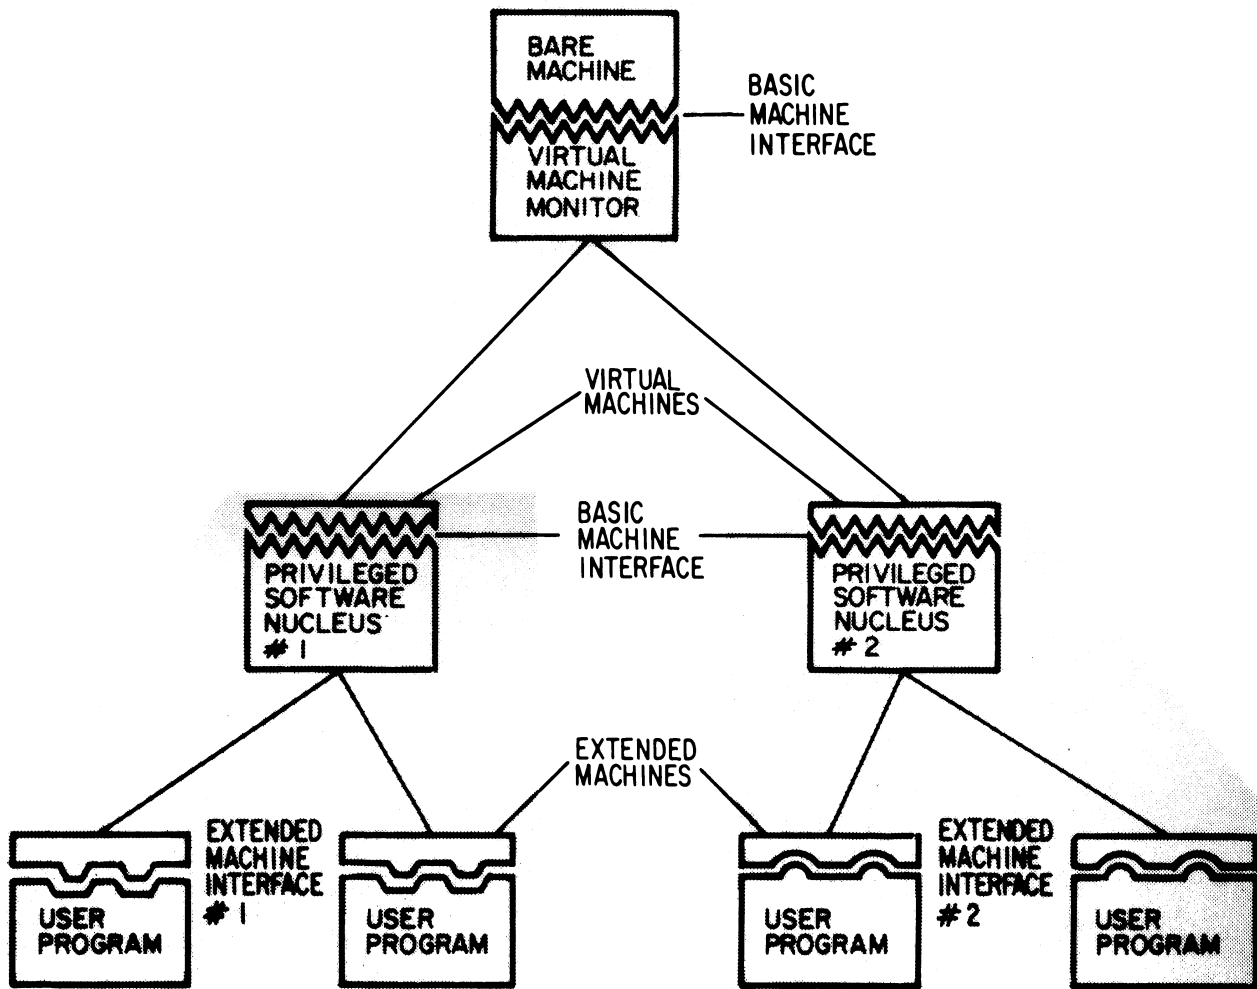 BARE
MACHINE
BASIC
MACHINE
INTERFACE
VIRTUAL
MACHINE
MONITOR
VIRTUAL
MACHINES
BASIC
MACHINE
INTERFACE
PRIVILEGED
SOFTWARE
NUCLEUS
# 1
PRIVILEGED
SOFTWARE
NUCLEUS
# 2
EXTENDED
MACHINES
USER
PROGRAM
EXTENDED
MACHINE
INTERFACE
# 1
USER
PROGRAM
USER
PROGRAM
EXTENDED
MACHINE
INTERFACE
# 2
USER
PROGRAM